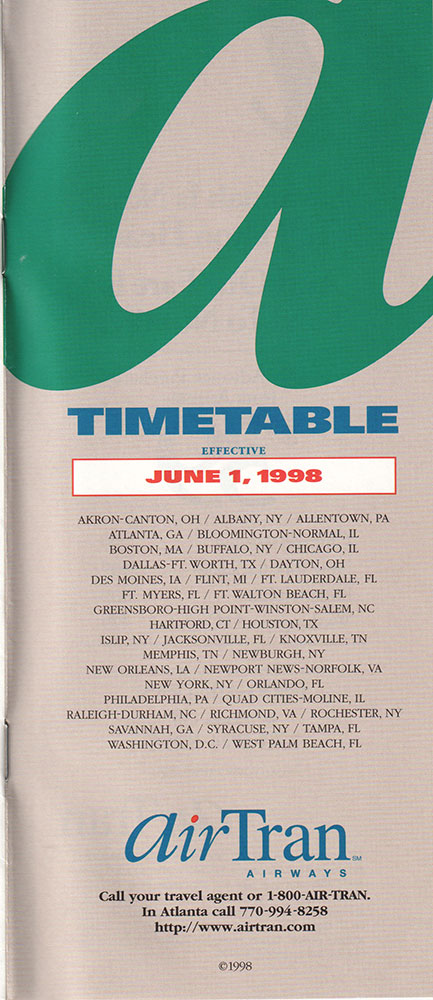 a
TIMETABLE
EFFECTIVE
JUNE 1, 1998
AKRON-CANTON, OH / ALBANY, NY / ALLENTOWN, PA
ATLANTA, GA / BLOOMINGTON-NORMAL, IL
BOSTON, MA / BUFFALO, NY / CHICAGO, IL
DALLAS-FT. WORTH, TX / DAYTON, OH
DES MOINES, IA / FLINT, MI / FT. LAUDERDALE, FL
FT. MYERS, FL / FT. WALTON BEACH, FL
GREENSBORO-HIGH POINT-WINSTON-SALEM, NC
HARTFORD, CT / HOUSTON, TX
ISLIP, NY / JACKSONVILLE, FL / KNOXVILLE, TN
MEMPHIS, TN / NEWBURGH, NY
NEW ORLEANS, LA / NEWPORT NEWS-NORFOLK, VA
NEW YORK, NY / ORLANDO, FL
PHILADELPHIA, PA / QUAD CITIES-MOLINE, IL
RALEIGH-DURHAM, NC / RICHMOND, VA / ROCHESTER, NY
SAVANNAH, GA / SYRACUSE, NY / TAMPA, FL
WASHINGTON, D.C. / WEST PALM BEACH, FL
airTran SM
AIRWAYS
Call your travel agent or 1-800-AIR-TRAN.
In Atlanta call 770-994-8258
http://www.airtran.com
©1998